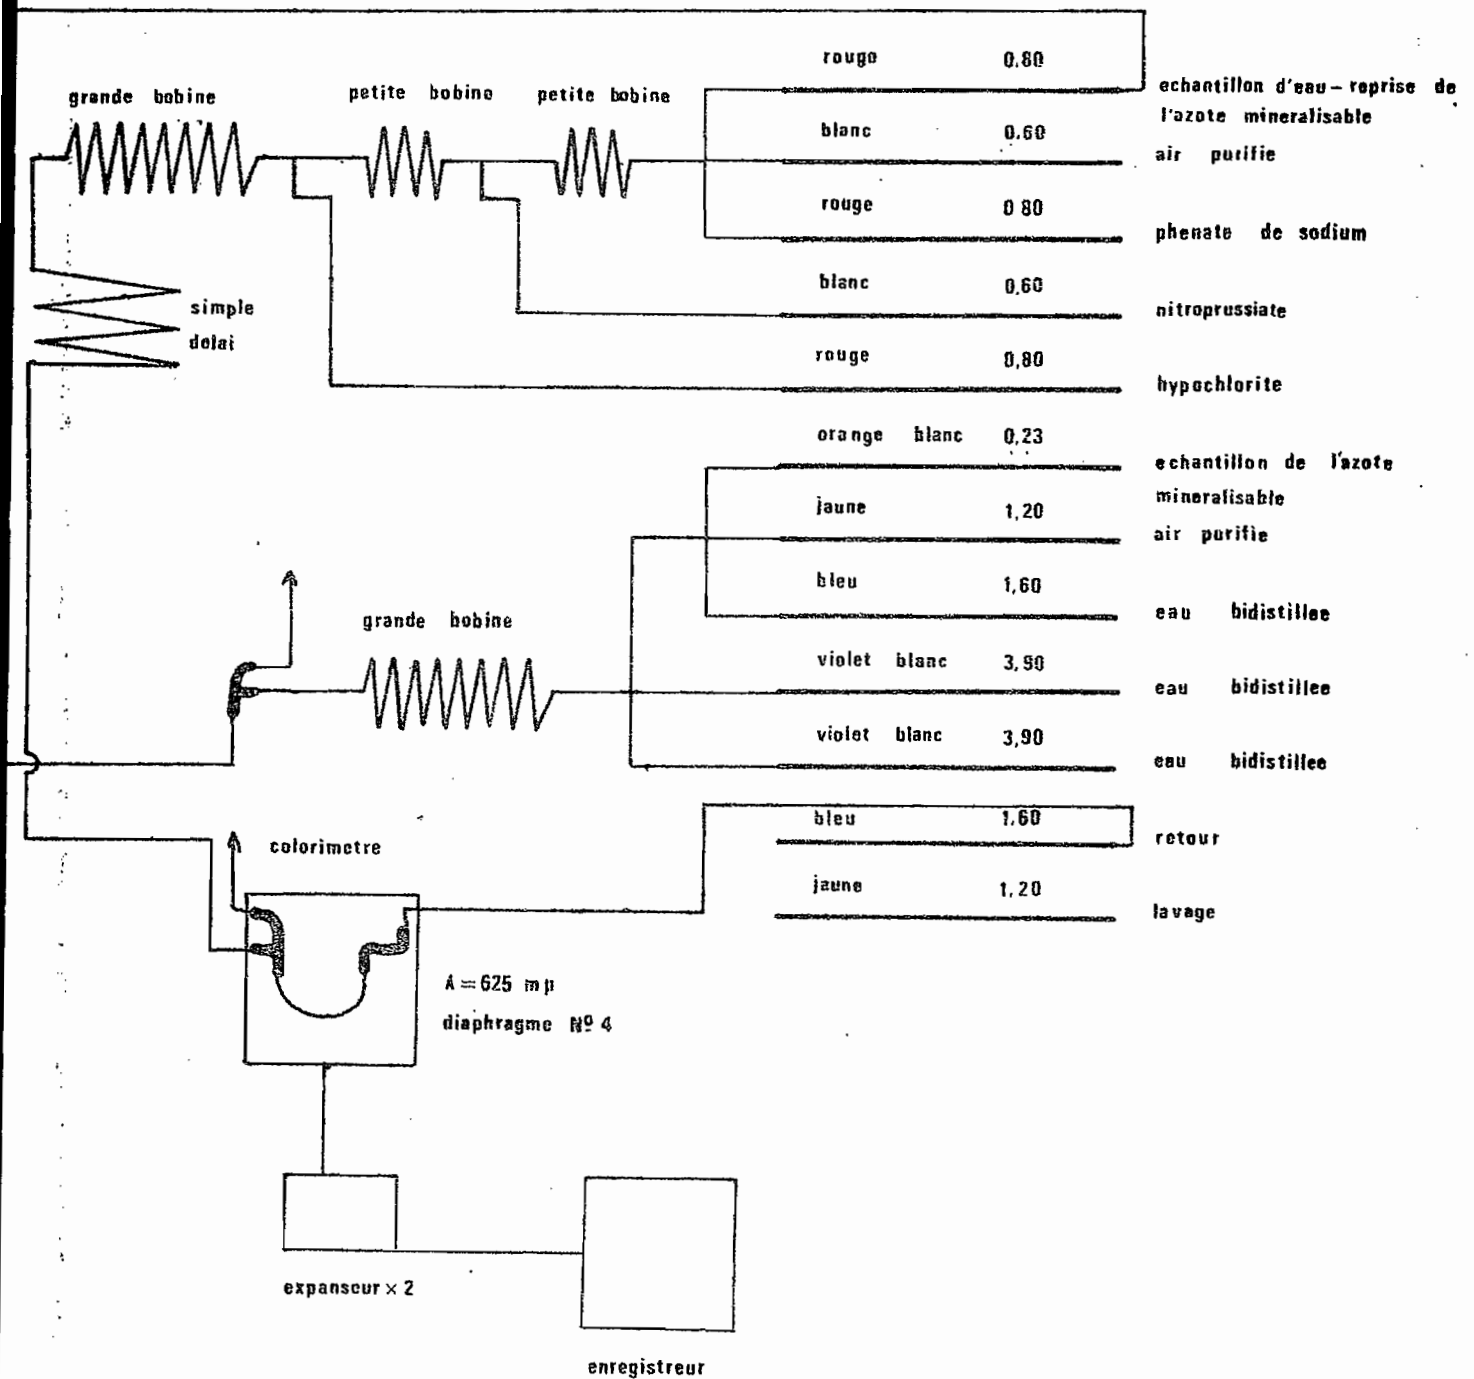 rouge 0.80
grande bobine petite bobine petite bobine
echantillon d'eau – reprise de
l'azote mineralisable
blanc 0.60
air purifie
rouge 0 80
phenate de sodium
blanc 0,60
nitroprussiate
simple
delai
rouge 0,80
hypochlorite
orange blanc 0,23
echantillon de l'azote
mineralisable
jaune 1,20
air purifie
bleu 1,60
eau bidistillee
grande bobine
violet blanc 3,90
eau bidistillee
violet blanc 3,90
eau bidistillee
bleu 1.60
retour
colorimetre
jaune 1,20
lavage
A = 625 mµ
diaphragme Nº 4
expanseur × 2
enregistreur